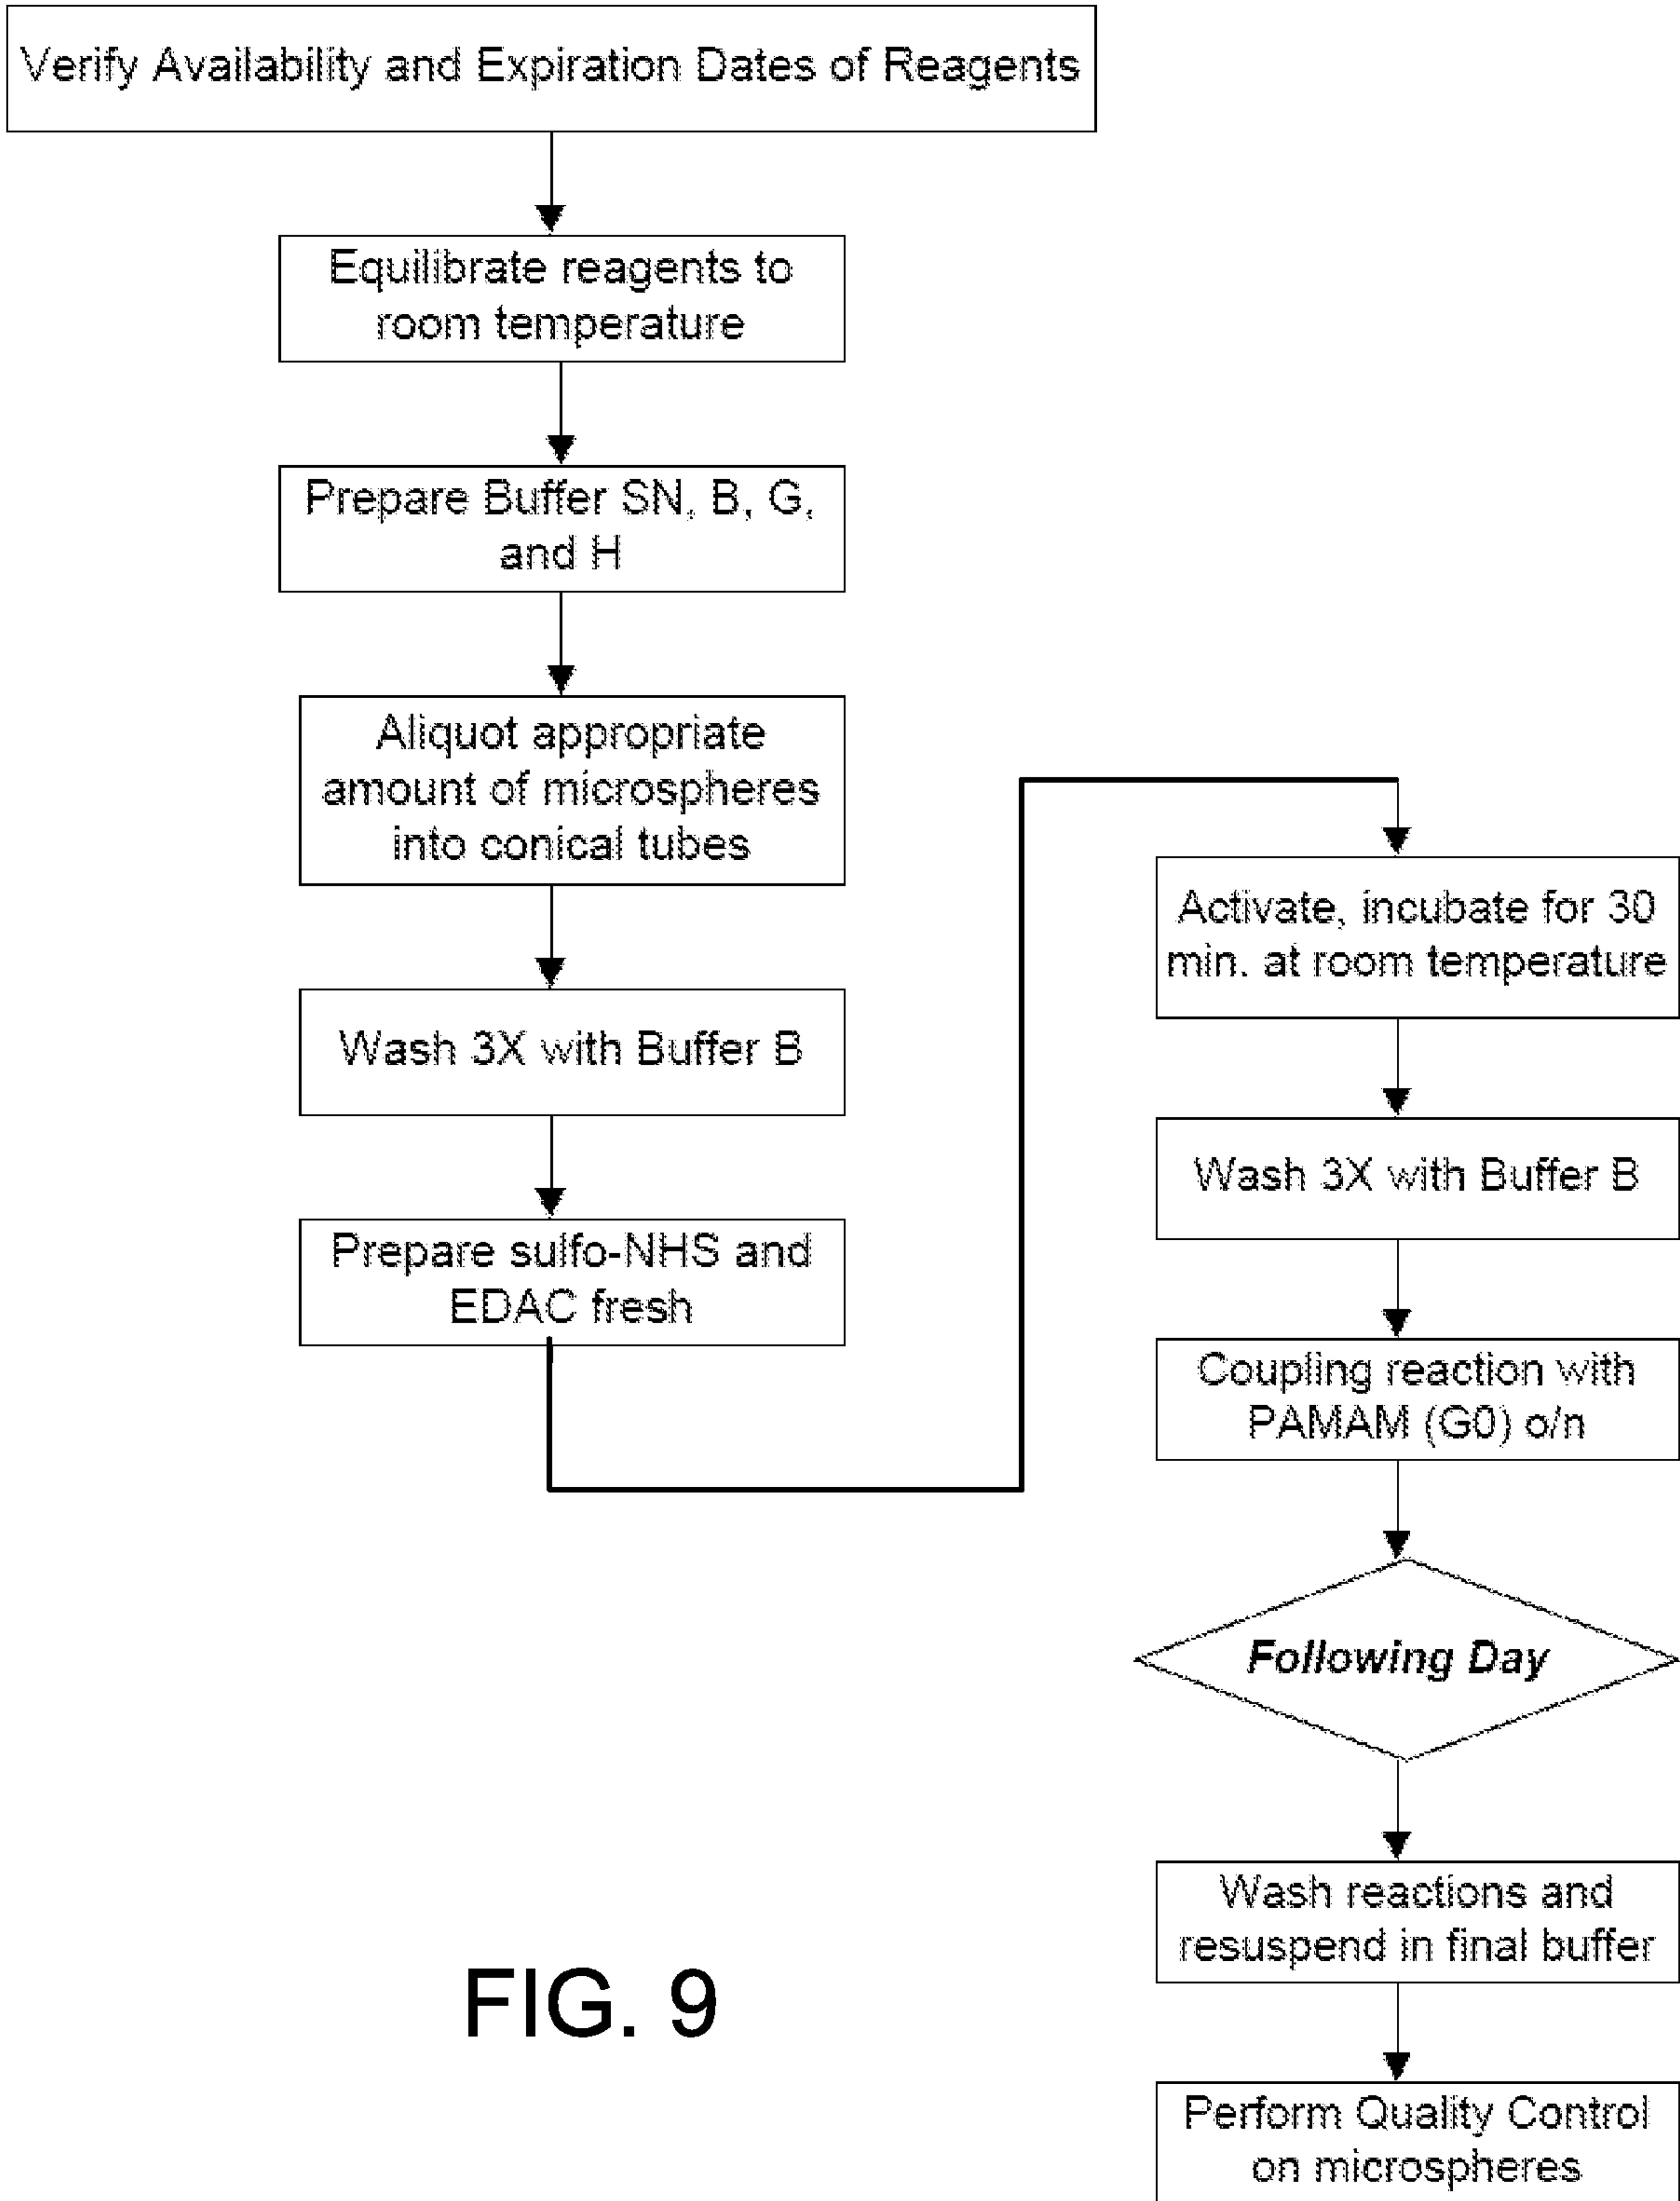 Verify Availability and Expiration Dates of Reagents
Equilibrate reagents to
room temperature
Prepare Buffer SN, B, G,
and H
Aliquot appropriate
amount of microspheres
into conical tubes
Wash 3X with Buffer B
Prepare sulfo-NHS and
EDAC fresh
Activate, incubate for 30
min. at room temperature
Wash 3X with Buffer B
Coupling reaction with
PAMAM (G0) o/n
Following Day
Wash reactions and
resuspend in final buffer
Perform Quality Control
on microspheres
FIG. 9